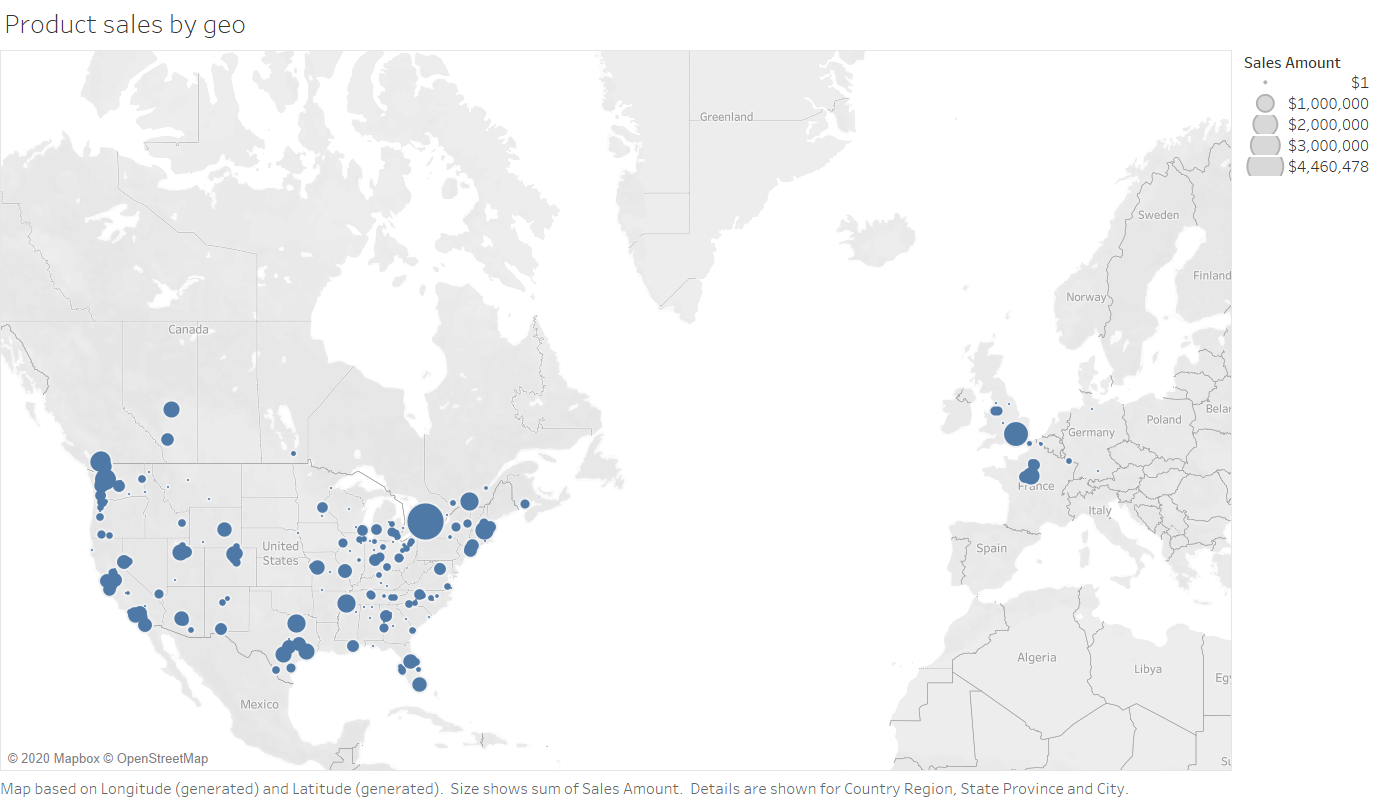 Product sales by geo
Sales Amount
$1
$1,000,000
$2,000,000
$3,000,000
$4,460,478
Greenland
Sweden
Finland
Norway
Canada
Belar
Poland
Germany
France
Italy
United
States
Spain
Algeria
Libya
Eg
Mexico
Su
© 2020 Mapbox © OpenStreetMap
Map based on Longitude (generated) and Latitude (generated). Size shows sum of Sales Amount. Details are shown for Country Region, State Province and City.